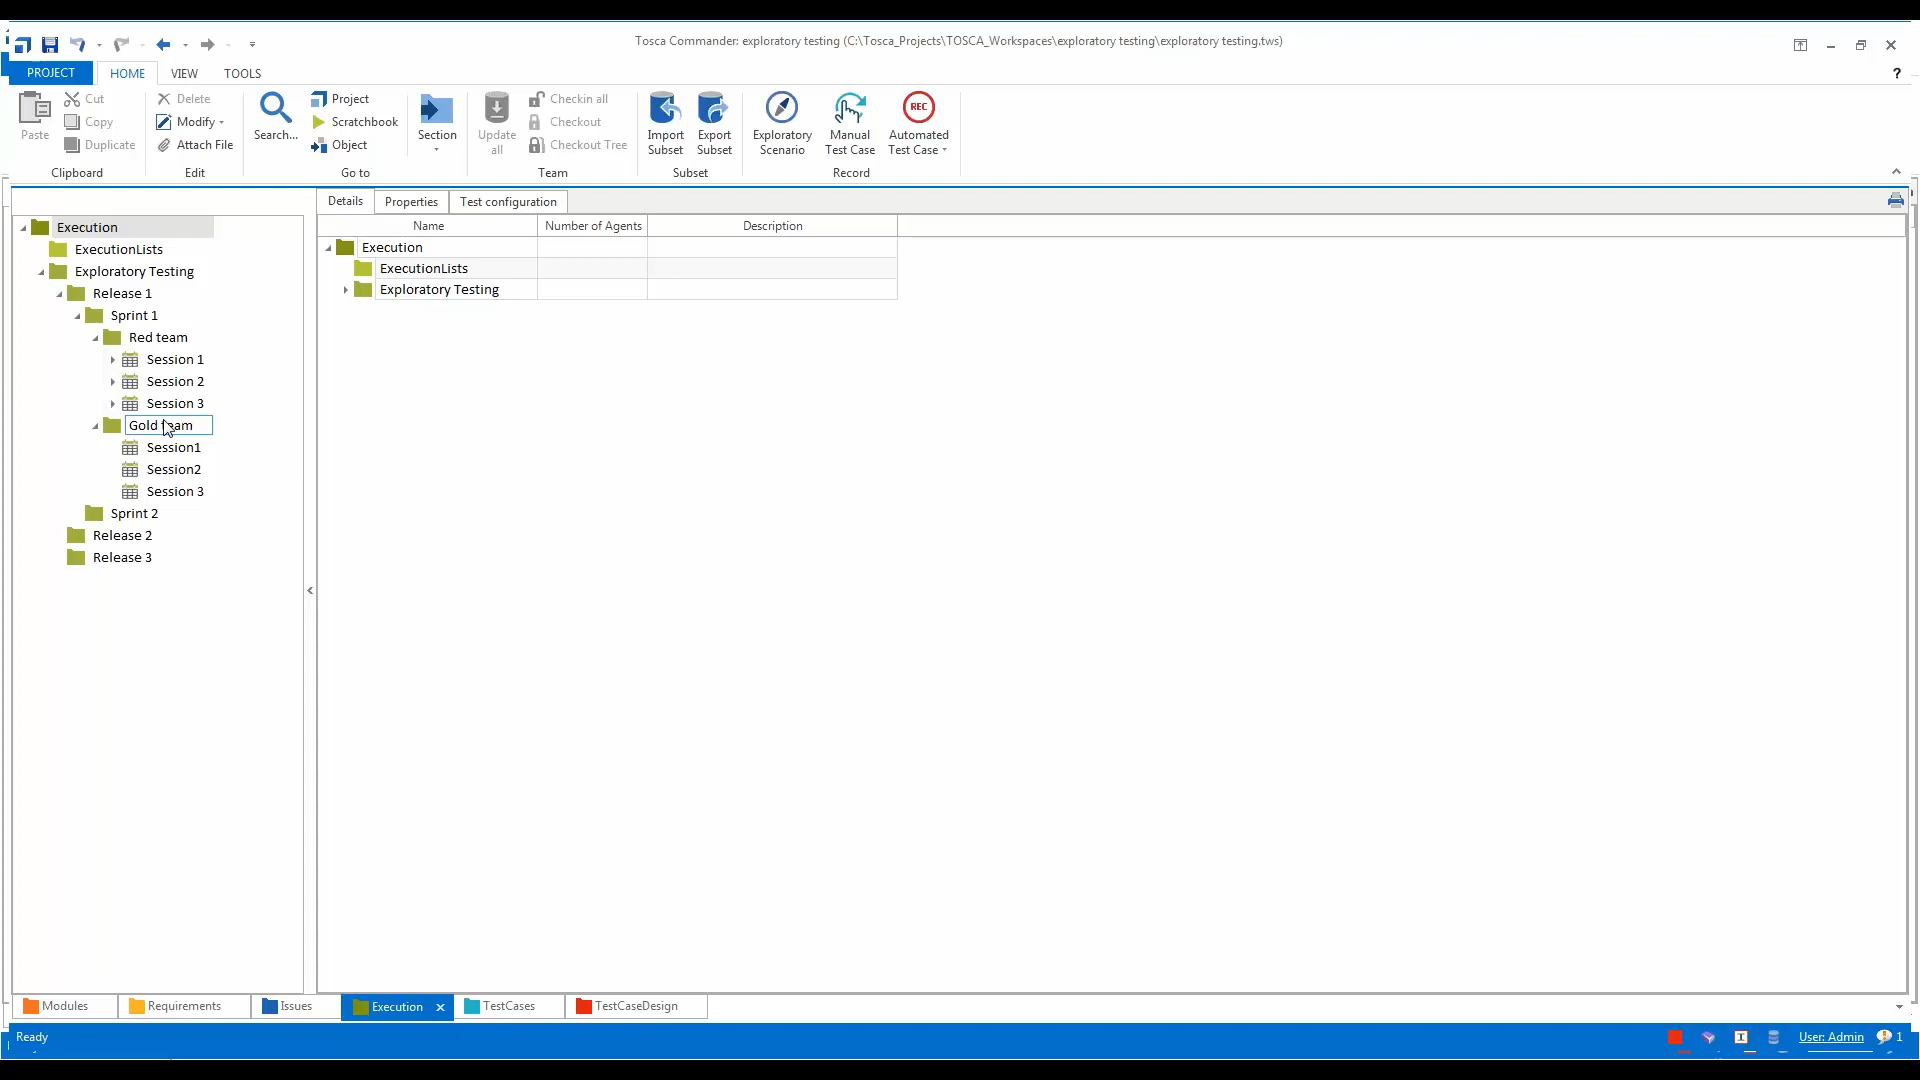 Tosca Commander: exploratory testing (C:\Tosca_Projects\TOSCA_Workspaces\exploratory testing\exploratory testing.tws)
PROJECT HOME VIEW TOOLS ?
Paste Cut Copy Duplicate
Clipboard
Delete Modify Attach File
Edit
Search... Project Scratchbook Object
Go to
Section
Update all Checkin all Checkout Checkout Tree
Team
Import Subset Export Subset
Subset
Exploratory Scenario Manual Test Case REC Automated Test Case
Record
Details Properties Test configuration
Execution
ExecutionLists
Exploratory Testing
Release 1
Sprint 1
Red team
Session 1
Session 2
Session 3
Gold team
Session1
Session2
Session 3
Sprint 2
Release 2
Release 3
Name Number of Agents Description
Execution
ExecutionLists
Exploratory Testing
Modules Requirements Issues Execution TestCases TestCaseDesign
Ready User: Admin 1